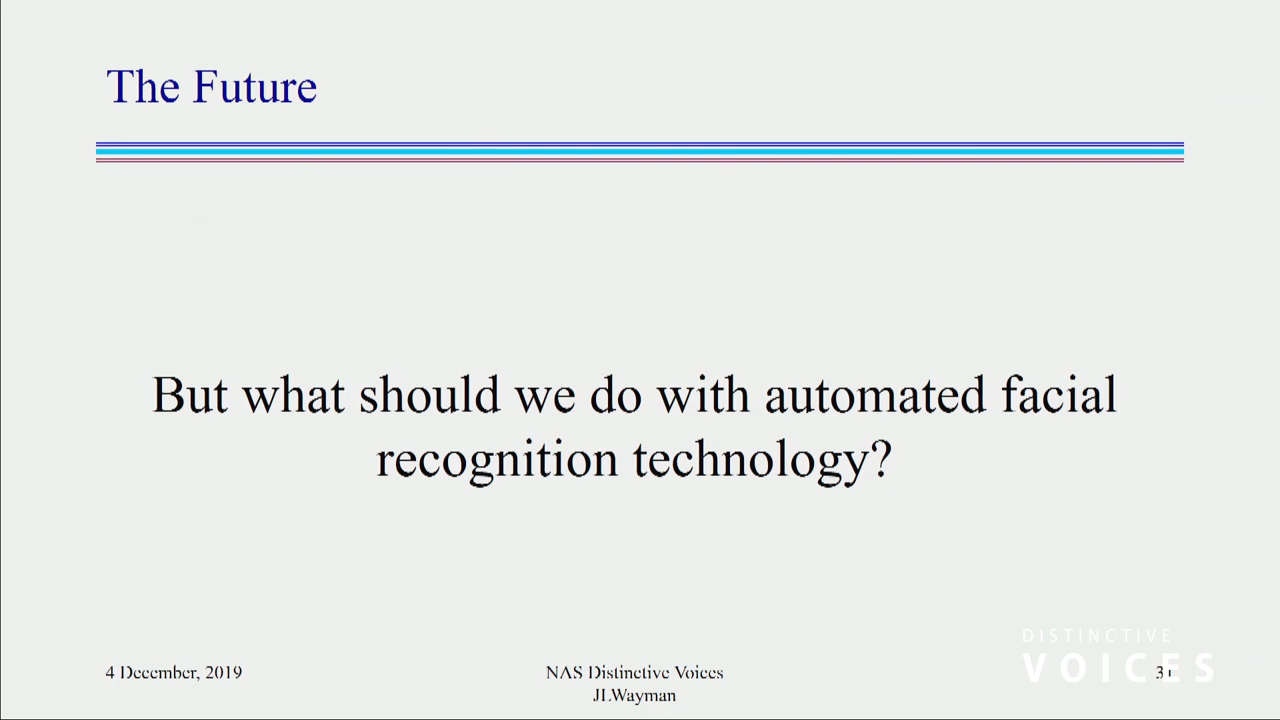 The Future
But what should we do with automated facial
recognition technology?
4 December, 2019
NAS Distinctive Voices
JLWayman
DISTINCTIVE
VOICES